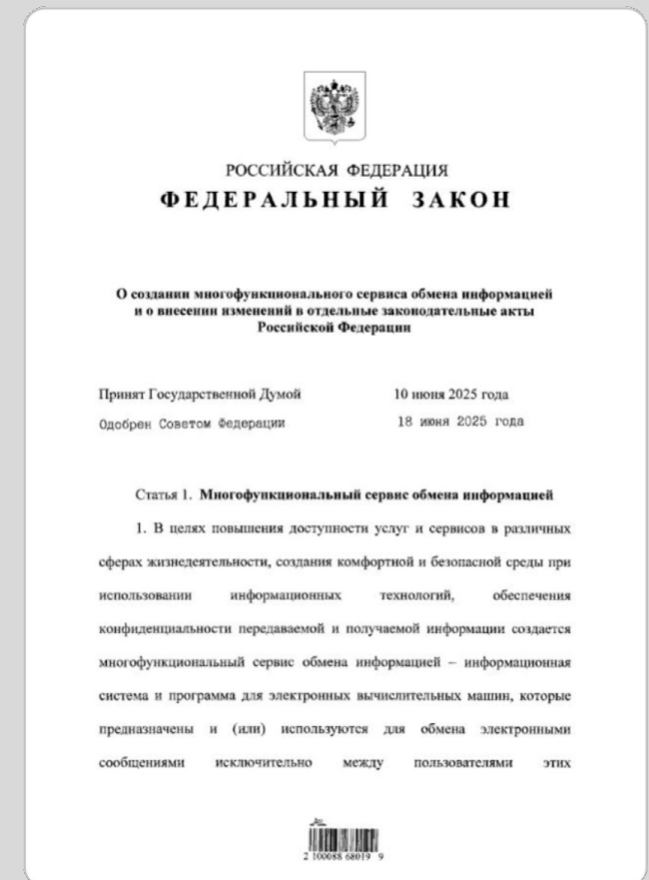 РОССИЙСКАЯ ФЕДЕРАЦИЯ
ФЕДЕРАЛЬНЫЙ ЗАКОН
О создании многофункционального сервиса обмена информацией
и о внесении изменений в отдельные законодательные акты
Российской Федерации
Принят Государственной Думой 10 июня 2025 года
Одобрен Советом Федерации 18 июня 2025 года
Статья 1. Многофункциональный сервис обмена информацией
1. В целях повышения доступности услуг и сервисов в различных
сферах жизнедеятельности, создания комфортной и безопасной среды при
использовании информационных технологий, обеспечения
конфиденциальности передаваемой и получаемой информации создается
многофункциональный сервис обмена информацией – информационная
система и программа для электронных вычислительных машин, которые
предназначены и (или) используются для обмена электронными
сообщениями исключительно между пользователями этих
2 100088 68019 9